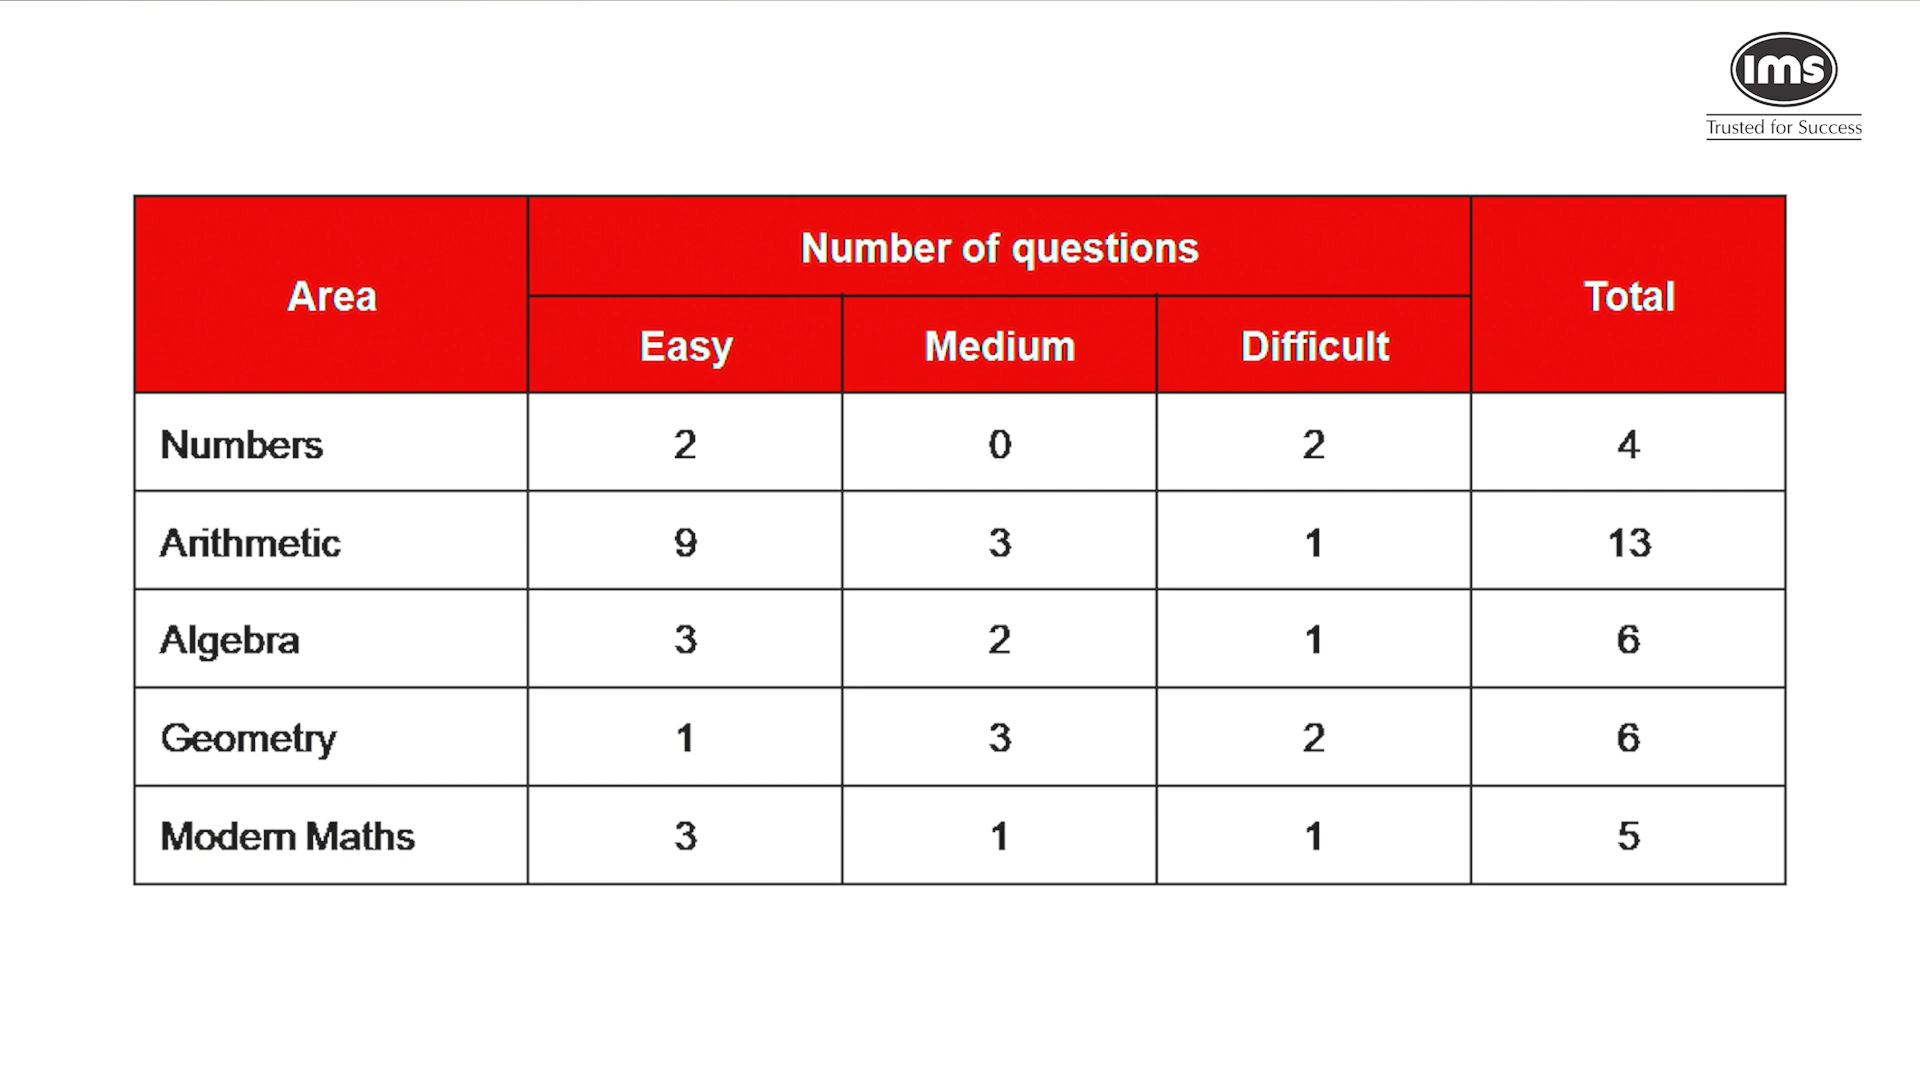 ims
Trusted for Success
Area Number of questions Total
Easy Medium Difficult
Numbers 2 0 2 4
Arithmetic 9 3 1 13
Algebra 3 2 1 6
Geometry 1 3 2 6
Modern Maths 3 1 1 5